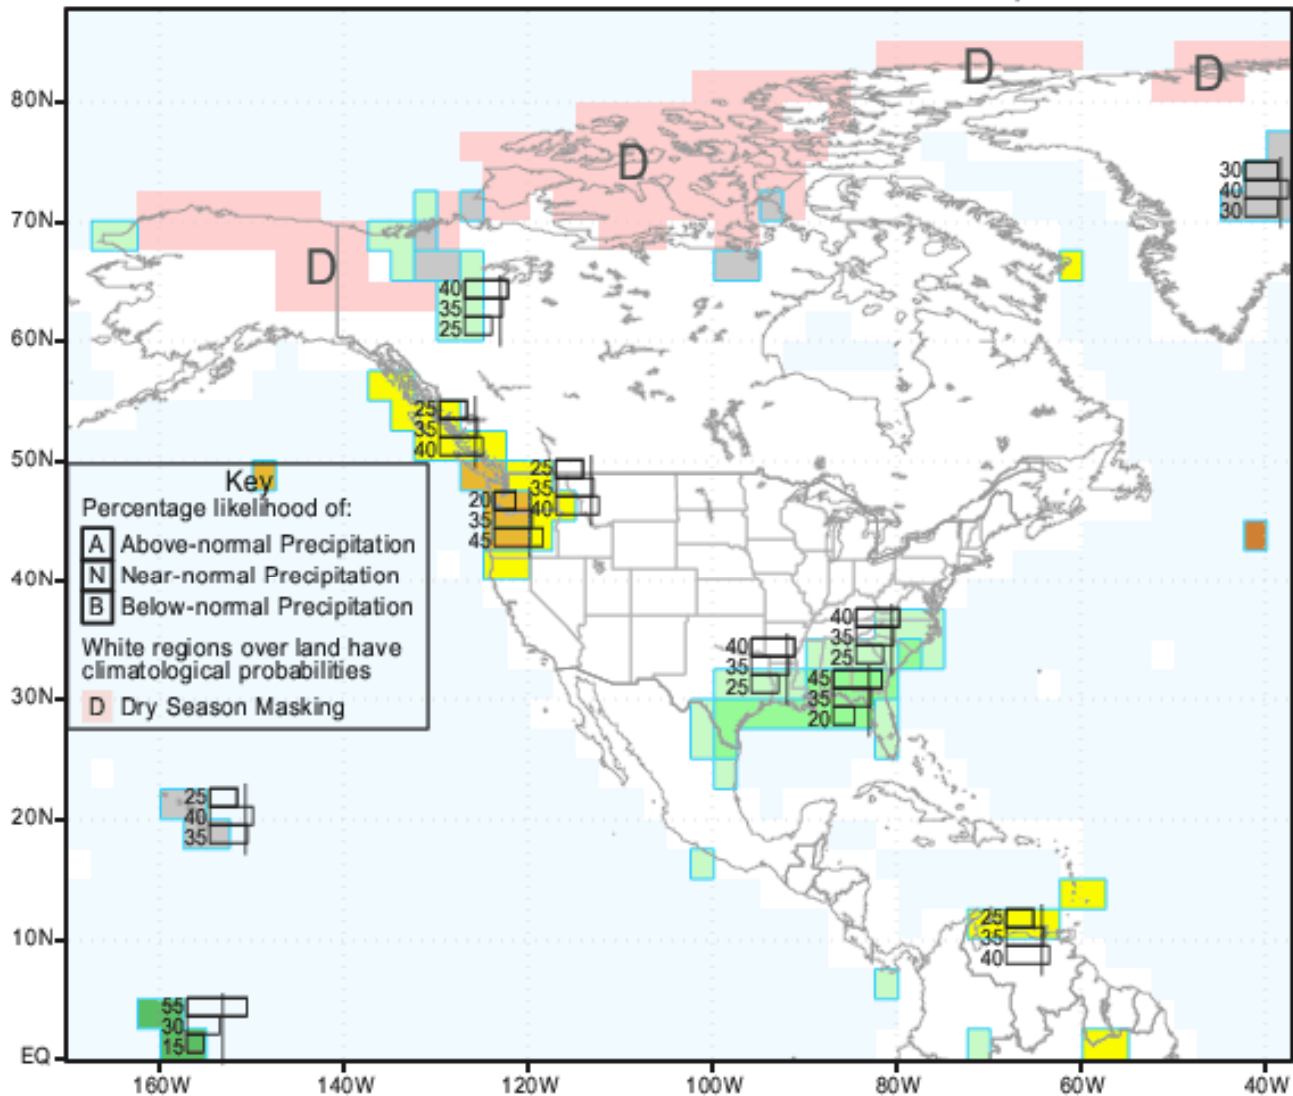 D
D
80N
D
30
40
30
70N
D
40
35
25
60N
25
35
40
50N
25
35
40
20
35
45
Key
Percentage likelihood of:
A Above-normal Precipitation
N Near-normal Precipitation
B Below-normal Precipitation
White regions over land have
climatological probabilities
D Dry Season Masking
40N
40
35
25
40
35
25
45
35
20
30N
25
40
35
20N
25
35
40
10N
55
30
15
EQ
160W 140W 120W 100W 80W 60W 40W